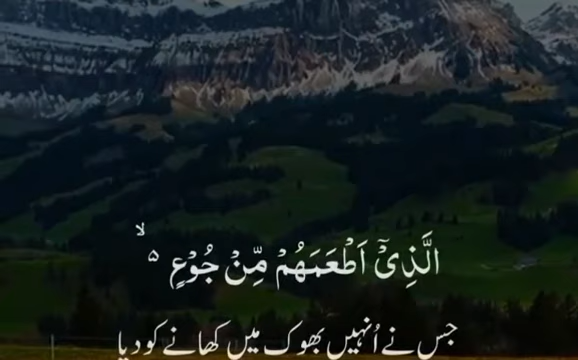 الَّذِیْۤ اَطْعَمَهُمْ مِّنْ جُوْعٍ ۙ۵
جس نے اُنہیں بھوک میں کھانے کو دیا